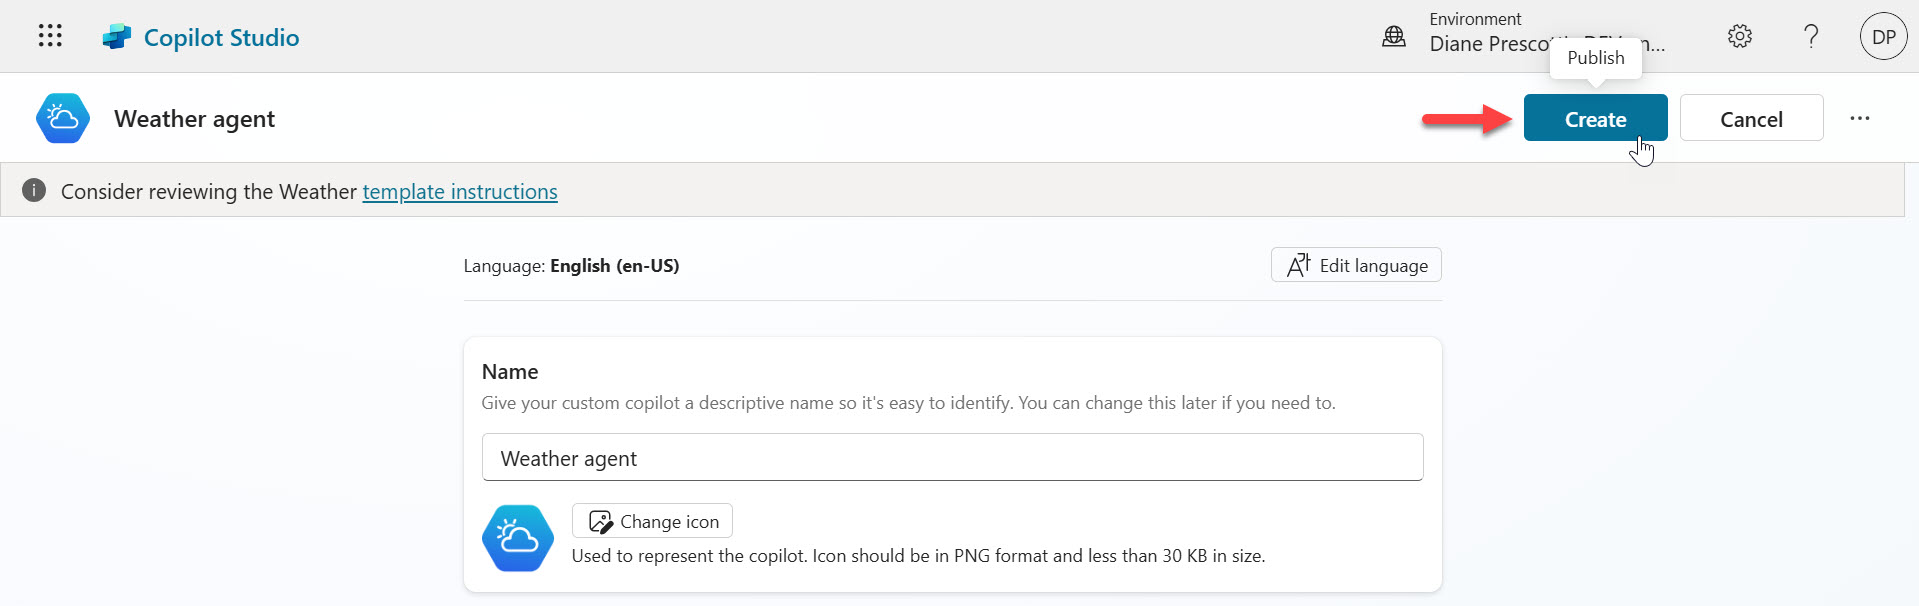 Copilot Studio
Environment
Diane Prescott
DP
Publish
Weather agent
Create
Cancel
Consider reviewing the Weather template instructions
Language: English (en-US)
Edit language
Name
Give your custom copilot a descriptive name so it's easy to identify. You can change this later if you need to.
Weather agent
Change icon
Used to represent the copilot. Icon should be in PNG format and less than 30 KB in size.